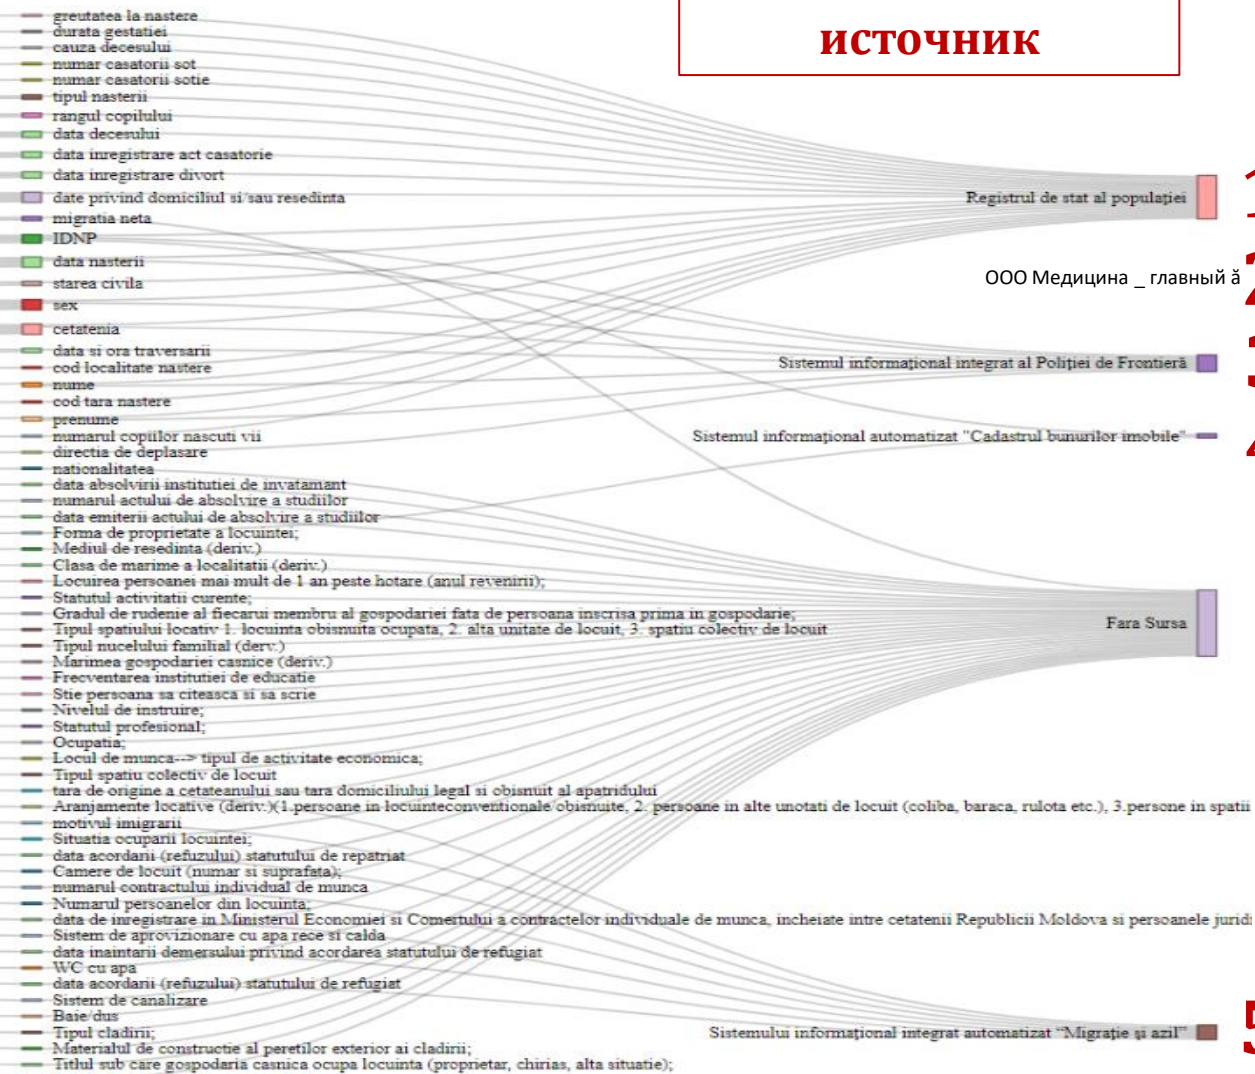 источник
greutatea la nastere
durata gestatiei
cauza decesului
numar casatorii sot
numar casatorii sotie
tipul nasterii
rangul copilului
data decesului
data inregistrare act casatorie
data inregistrare divort
date privind domiciliul si/sau resedinta
migratia neta
IDNP
data nasterii
starea civila
sex
cetatenia
data si ora traversarii
cod localitate nastere
nume
cod tara nastere
prenume
numarul copiilor nascuti vii
directia de deplasare
nationalitatea
data absolvirii institutiei de invatamant
numarul actului de absolvire a studiilor
data emiterii actului de absolvire a studiilor
Forma de proprietate a locuintei;
Mediul de resedinta (deriv.)
Clasa de marime a localitatii (deriv.)
Locuirea persoanei mai mult de 1 an peste hotare (anul revenirii);
Statutul activitatii curente;
Gradul de rudenie al fiecarui membru al gospodariei fata de persoana inscrisa prima in gospodarie;
Tipul spatiului locativ 1. locuinta obisnuita ocupata, 2. alta unitate de locuit, 3. spatiu colectiv de locuit
Tipul nucelului familial (derv.)
Marimea gospodariei casnice (deriv.)
Frecventarea institutiei de educatie
Stie persoana sa citeasca si sa scrie
Nivelul de instruire;
Statutul profesional;
Ocupatia;
Locul de munca--> tipul de activitate economica;
Tipul spatiu colectiv de locuit
tara de origine a cetateanului sau tara domiciliului legal si obisnuit al apatridului
Aranjamente locative (deriv.)(1.persoane in locuinteconventionale/obisnuite, 2. persoane in alte unotati de locuit (coliba, baraca, rulota etc.), 3.persone in spatii
motivul imigrarii
Situatia ocuparii locuintei;
data acordarii (refuzului) statutului de repatriat
Camere de locuit (numar si suprafata);
numarul contractului individual de munca
Numarul persoanelor din locuinta;
data de inregistrare in Ministerul Economiei si Comertului a contractelor individuale de munca, incheiate intre cetatenii Republicii Moldova si persoanele jurid
Sistem de aprovizionare cu apa rece si calda
data inaintarii demersului privind acordarea statutului de refugiat
WC cu apa
data acordarii (refuzului) statutului de refugiat
Sistem de canalizare
Baie/dus
Tipul cladirii;
Materialul de constructie al peretilor exterior ai cladirii;
Titlul sub care gospodaria casnica ocupa locuinta (proprietar, chirias, alta situatie);
Registrul de stat al populației
1
ООО Медицина _ главный ă
2
Sistemul informațional integrat al Poliției de Frontieră
3
Sistemul informațional automatizat "Cadastrul bunurilor imobile"
4
Fara Sursa
Sistemului informațional integrat automatizat "Migrație și azil"
5